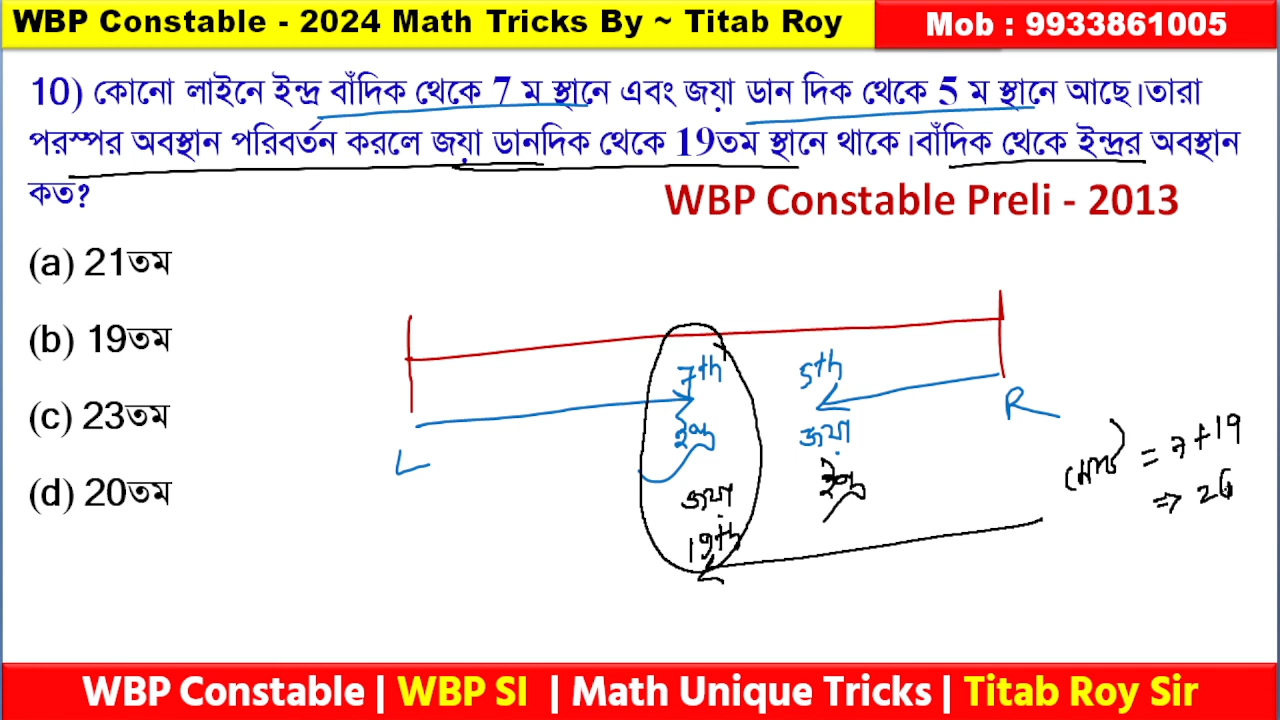 WBP Constable - 2024 Math Tricks By ~ Titab Roy
Mob : 9933861005
10) কোনো লাইনে ইন্দ্র বাঁদিক থেকে 7 ম স্থানে এবং জয়া ডান দিক থেকে 5 ম স্থানে আছে।তারা
পরস্পর অবস্থান পরিবর্তন করলে জয়া ডানদিক থেকে 19তম স্থানে থাকে।বাঁদিক থেকে ইন্দ্রর অবস্থান
কত?
WBP Constable Preli - 2013
(a) 21তম
(b) 19তম
(c) 23তম
(d) 20তম
7th
5th
L
R
ইন্দ্র
জয়া
জয়া
ইন্দ্র
19th
মোট = 7+19
⇒ 26
WBP Constable | WBP SI | Math Unique Tricks | Titab Roy Sir